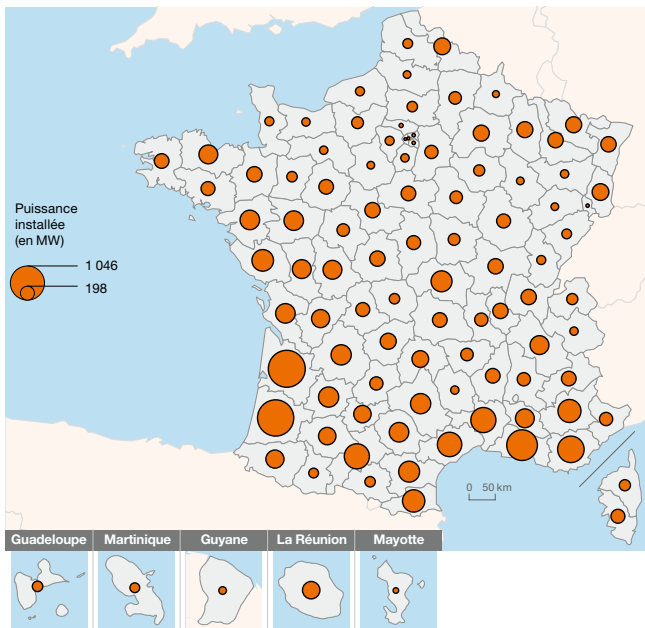 Puissance
installée
(en MW)
1 046
198
0 50 km
Guadeloupe Martinique Guyane La Réunion Mayotte